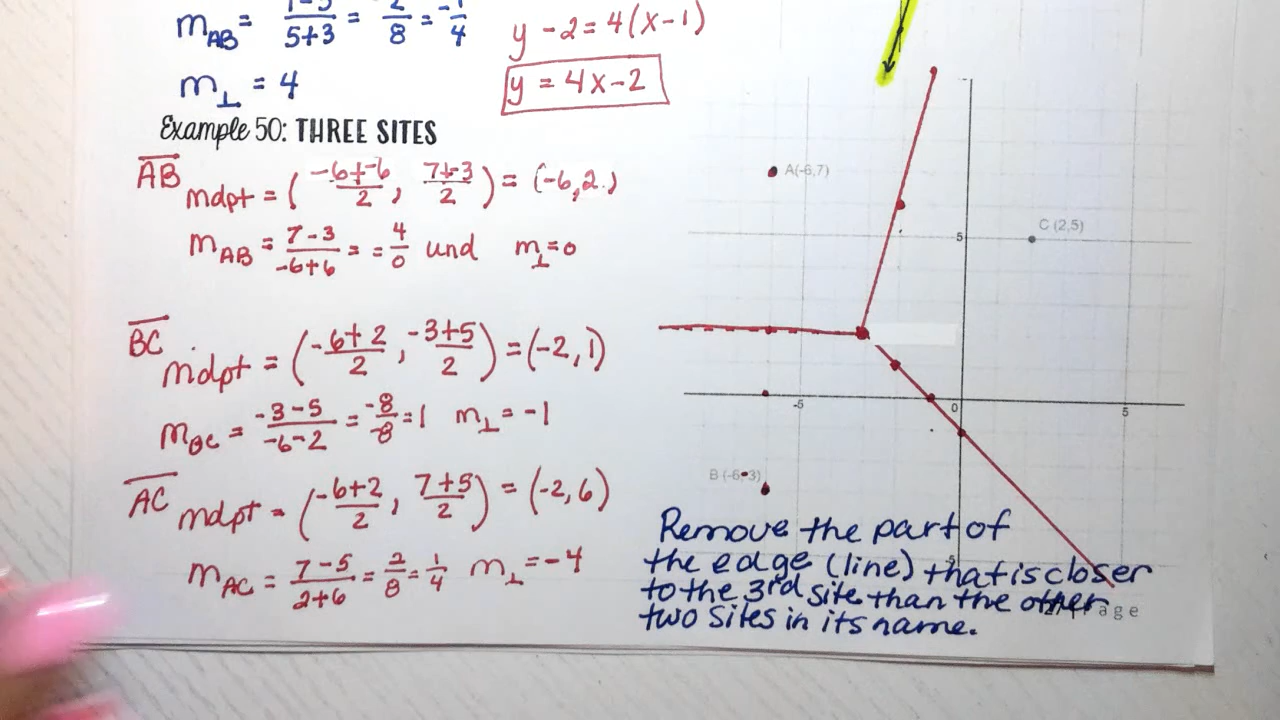 m_AB = 1-5/5+3 = -2/8 = -1/4
y - 2 = 4(x-1)
m⊥ = 4
y = 4x-2
Example 50: THREE SITES
AB mdpt = (-6+-6/2, 7+-3/2) = (-6,2.)
m_AB = 7-3/-6+6 = = 4/0 und m⊥=0
BC mdpt = (-6+2/2, -3+5/2) = (-2,1)
m_BC = -3-5/-6-2 = -8/-8 = 1 m⊥ = -1
AC mdpt = (-6+2/2, 7+5/2) = (-2,6)
m_AC = 7-5/2+6 = 2/8 = 1/4 m⊥ = -4
A(-6,7)
C (2,5)
5
-5
0
5
B (-6-3)
-5
Remove the part of
the edge (line) that is closer
to the 3rd site than the other
two sites in its name.
age